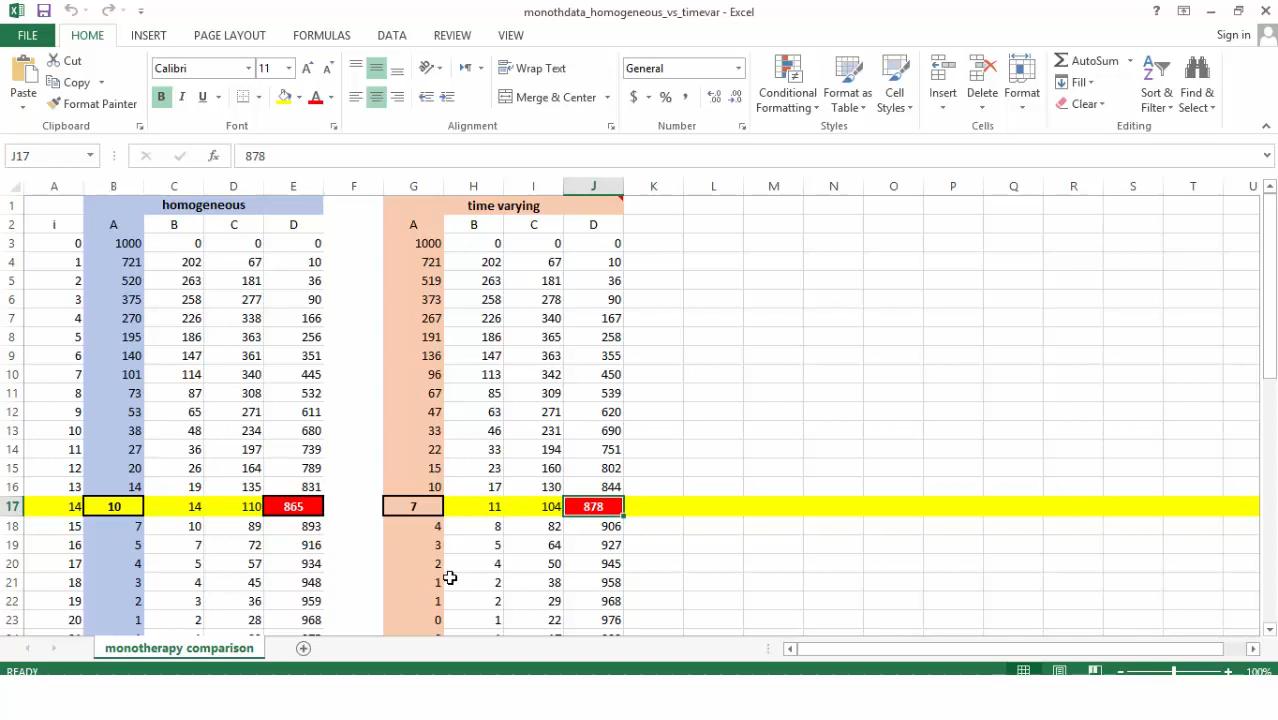 monothdata_homogeneous_vs_timevar - Excel
FILE HOME INSERT PAGE LAYOUT FORMULAS DATA REVIEW VIEW Sign in
Paste Cut Calibri 11 Wrap Text General Conditional Formatting Format as Table Cell Styles Insert Delete Format AutoSum Sort & Filter Find & Select
Copy Fill
Format Painter B I U A Merge & Center $ % , Clear
Clipboard Font Alignment Number Styles Cells Editing
J17 fx 878
A B C D E F G H I J K L M N O P Q R S T U
1 homogeneous time varying
2 i A B C D A B C D
3 0 1000 0 0 0 1000 0 0 0
4 1 721 202 67 10 721 202 67 10
5 2 520 263 181 36 519 263 181 36
6 3 375 258 277 90 373 258 278 90
7 4 270 226 338 166 267 226 340 167
8 5 195 186 363 256 191 186 365 258
9 6 140 147 361 351 136 147 363 355
10 7 101 114 340 445 96 113 342 450
11 8 73 87 308 532 67 85 309 539
12 9 53 65 271 611 47 63 271 620
13 10 38 48 234 680 33 46 231 690
14 11 27 36 197 739 22 33 194 751
15 12 20 26 164 789 15 23 160 802
16 13 14 19 135 831 10 17 130 844
17 14 10 14 110 865 7 11 104 878
18 15 7 10 89 893 4 8 82 906
19 16 5 7 72 916 3 5 64 927
20 17 4 5 57 934 2 4 50 945
21 18 3 4 45 948 1 2 38 958
22 19 2 3 36 959 1 2 29 968
23 20 1 2 28 968 0 1 22 976
monotherapy comparison
READY 100%